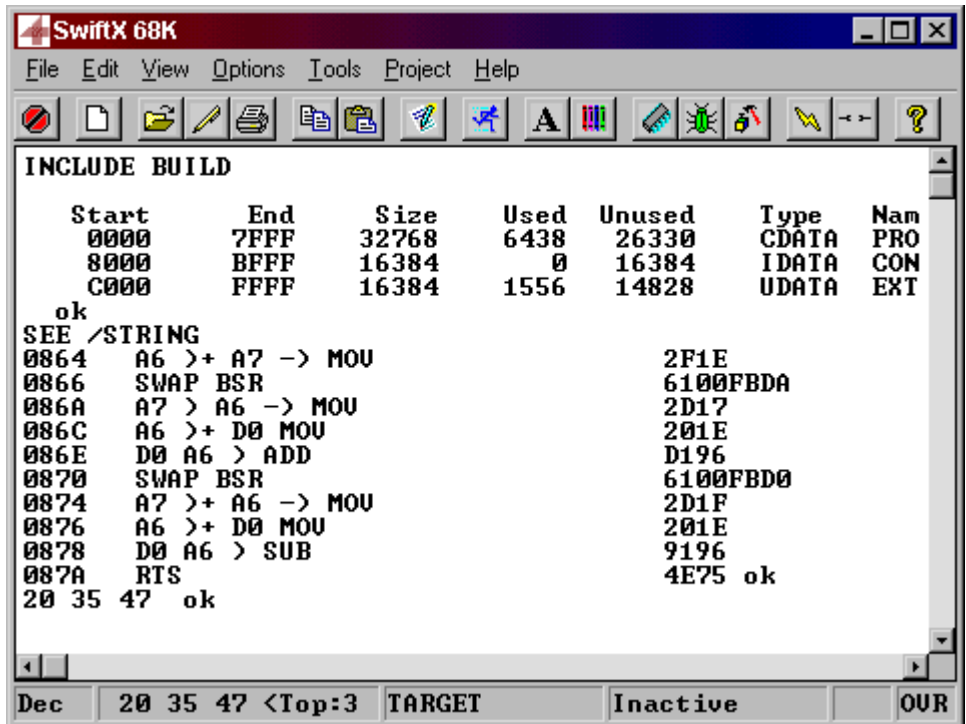 SwiftX 68K
File Edit View Options Tools Project Help
INCLUDE BUILD
Start End Size Used Unused Type Nam
0000 7FFF 32768 6438 26330 CDATA PRO
8000 BFFF 16384 0 16384 IDATA CON
C000 FFFF 16384 1556 14828 UDATA EXT
ok
SEE /STRING
0864 A6 >+ A7 -> MOV 2F1E
0866 SWAP BSR 6100FBDA
086A A7 > A6 -> MOV 2D17
086C A6 >+ D0 MOV 201E
086E D0 A6 > ADD D196
0870 SWAP BSR 6100FBD0
0874 A7 >+ A6 -> MOV 2D1F
0876 A6 >+ D0 MOV 201E
0878 D0 A6 > SUB 9196
087A RTS 4E75 ok
20 35 47 ok
Dec 20 35 47 <Top:3 TARGET Inactive OVR